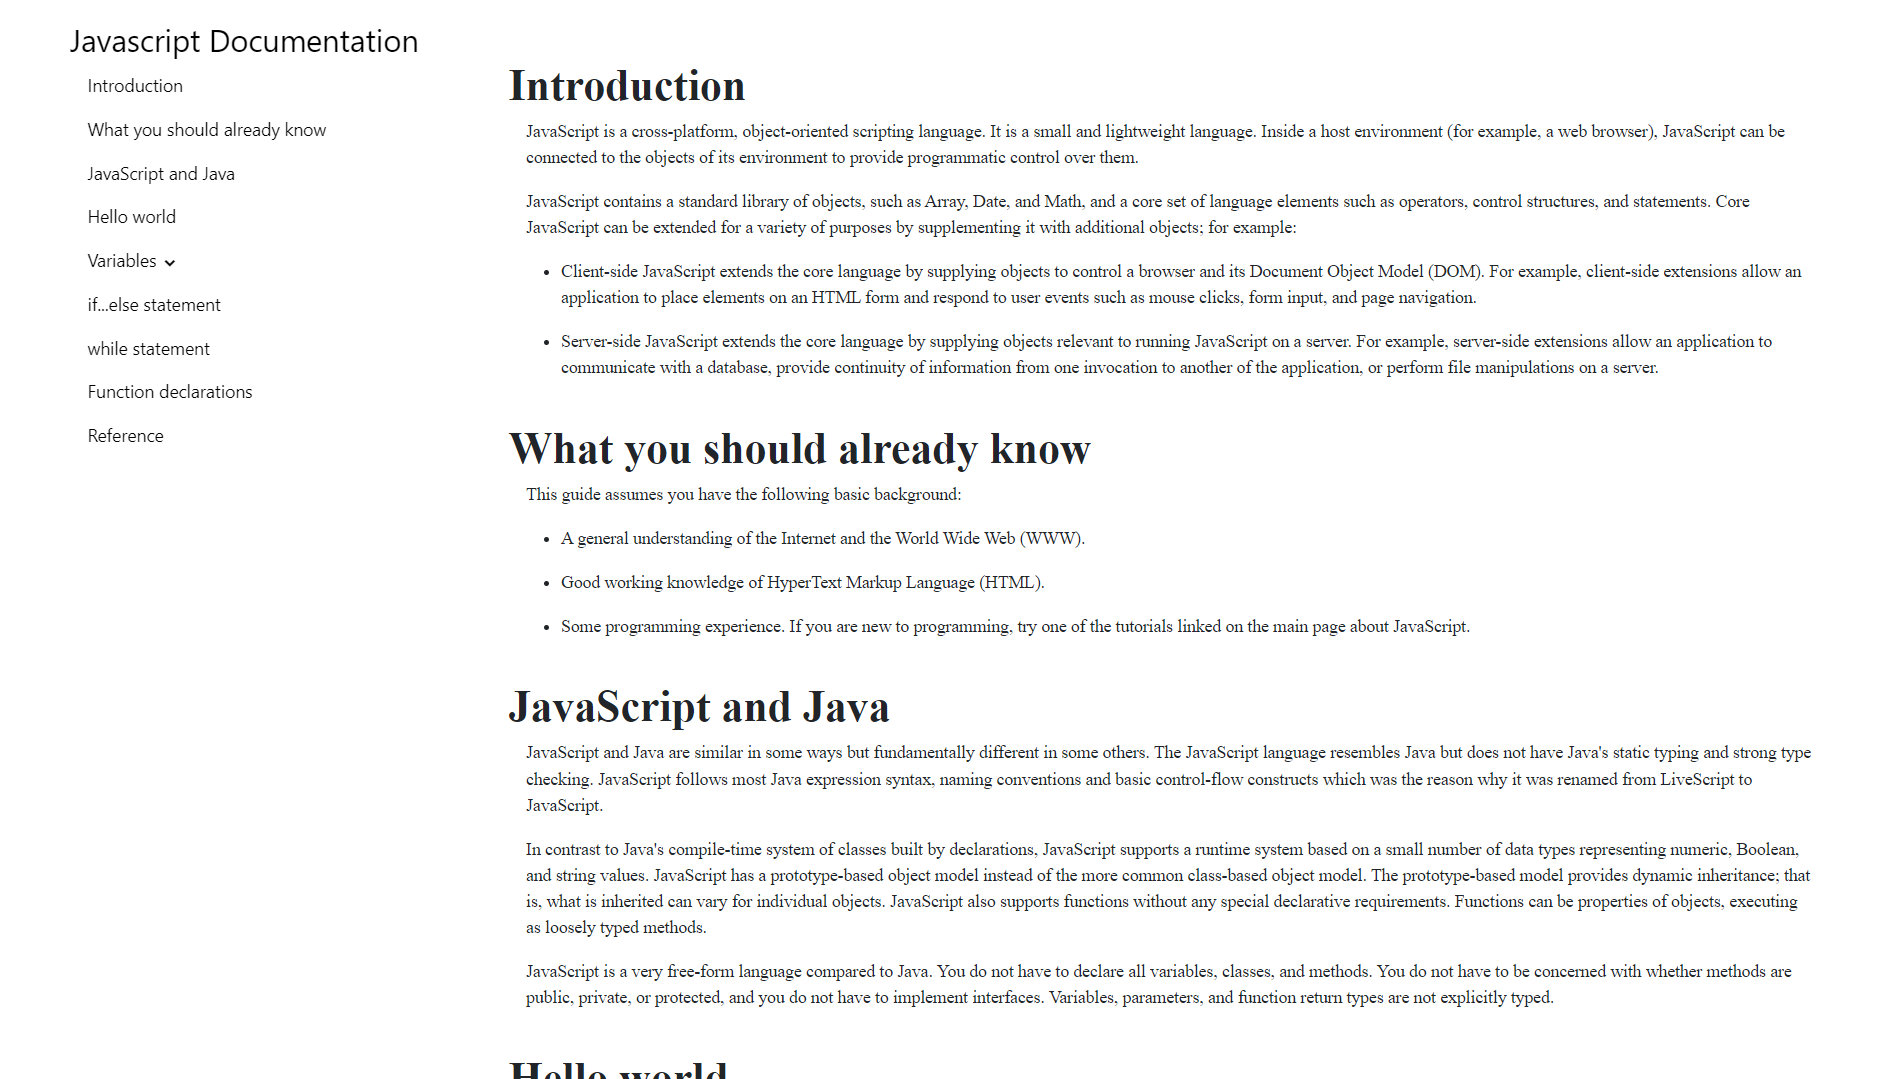 Javascript Documentation
Introduction
What you should already know
JavaScript and Java
Hello world
Variables
if...else statement
while statement
Function declarations
Reference
Introduction
JavaScript is a cross-platform, object-oriented scripting language. It is a small and lightweight language. Inside a host environment (for example, a web browser), JavaScript can be
connected to the objects of its environment to provide programmatic control over them.
JavaScript contains a standard library of objects, such as Array, Date, and Math, and a core set of language elements such as operators, control structures, and statements. Core
JavaScript can be extended for a variety of purposes by supplementing it with additional objects; for example:
• Client-side JavaScript extends the core language by supplying objects to control a browser and its Document Object Model (DOM). For example, client-side extensions allow an
application to place elements on an HTML form and respond to user events such as mouse clicks, form input, and page navigation.
• Server-side JavaScript extends the core language by supplying objects relevant to running JavaScript on a server. For example, server-side extensions allow an application to
communicate with a database, provide continuity of information from one invocation to another of the application, or perform file manipulations on a server.
What you should already know
This guide assumes you have the following basic background:
• A general understanding of the Internet and the World Wide Web (WWW).
• Good working knowledge of HyperText Markup Language (HTML).
• Some programming experience. If you are new to programming, try one of the tutorials linked on the main page about JavaScript.
JavaScript and Java
JavaScript and Java are similar in some ways but fundamentally different in some others. The JavaScript language resembles Java but does not have Java's static typing and strong type
checking. JavaScript follows most Java expression syntax, naming conventions and basic control-flow constructs which was the reason why it was renamed from LiveScript to
JavaScript.
In contrast to Java's compile-time system of classes built by declarations, JavaScript supports a runtime system based on a small number of data types representing numeric, Boolean,
and string values. JavaScript has a prototype-based object model instead of the more common class-based object model. The prototype-based model provides dynamic inheritance; that
is, what is inherited can vary for individual objects. JavaScript also supports functions without any special declarative requirements. Functions can be properties of objects, executing
as loosely typed methods.
JavaScript is a very free-form language compared to Java. You do not have to declare all variables, classes, and methods. You do not have to be concerned with whether methods are
public, private, or protected, and you do not have to implement interfaces. Variables, parameters, and function return types are not explicitly typed.
Hello world